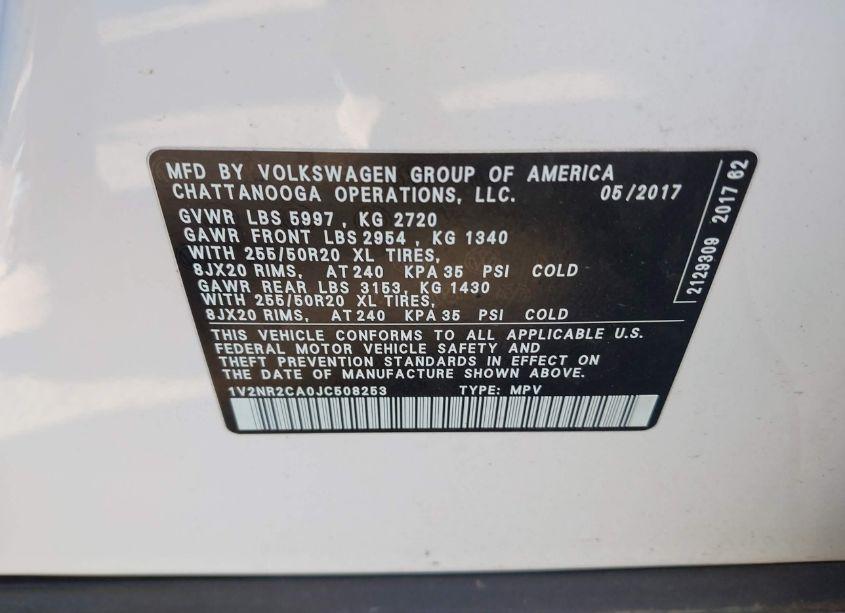 MFD BY VOLKSWAGEN GROUP OF AMERICA
CHATTANOOGA OPERATIONS, LLC. 05/2017
GVWR LBS 5997, KG 2720
GAWR FRONT LBS 2954, KG 1340
WITH 255/50R20 XL TIRES,
8JX20 RIMS, AT 240 KPA 35 PSI COLD
GAWR REAR LBS 3153, KG 1430
WITH 255/50R20 XL TIRES,
8JX20 RIMS, AT 240 KPA 35 PSI COLD
THIS VEHICLE CONFORMS TO ALL APPLICABLE U.S.
FEDERAL MOTOR VEHICLE SAFETY AND
THEFT PREVENTION STANDARDS IN EFFECT ON
THE DATE OF MANUFACTURE SHOWN ABOVE.
1V2NR2CA0JC508253 TYPE: MPV
2129309 2017 62